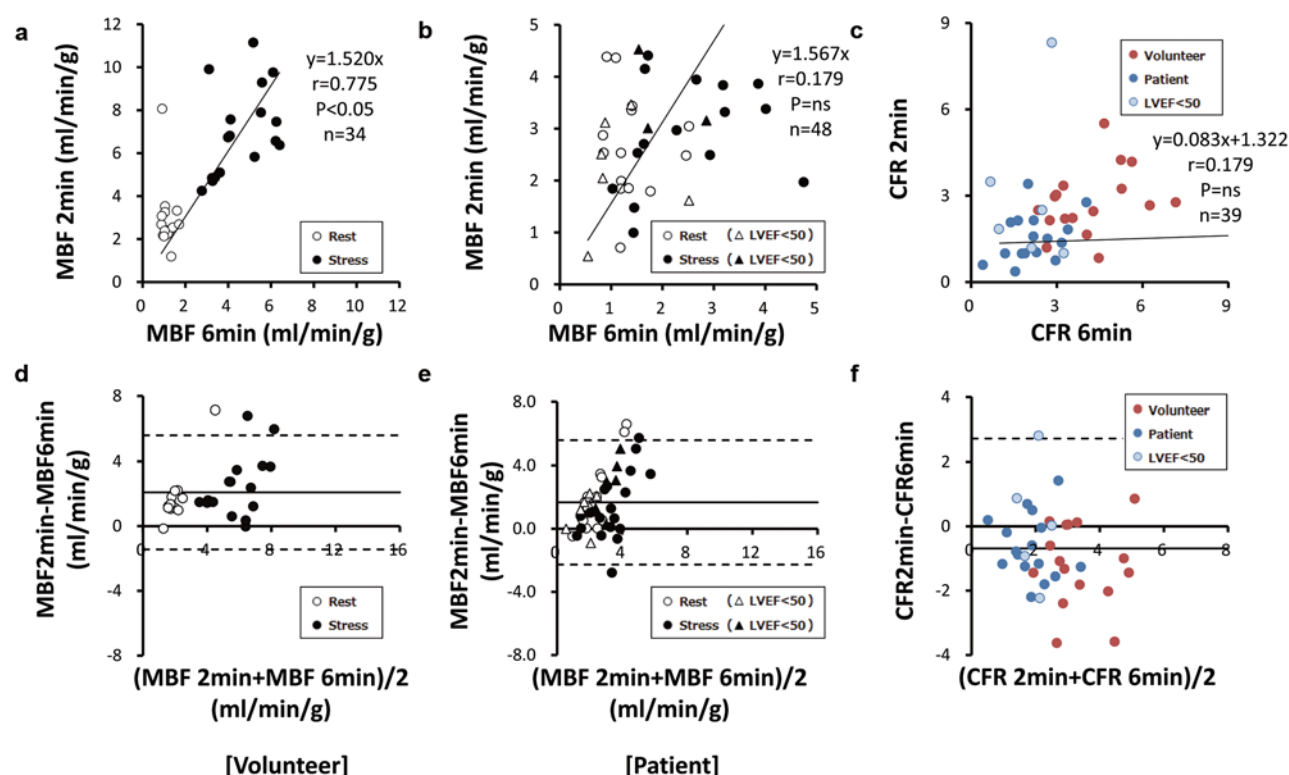 a
MBF 2min (ml/min/g)
12
10
8
6
4
2
0
y=1.520x
r=0.775
P<0.05
n=34
Rest
Stress
0 2 4 6 8 10 12
MBF 6min (ml/min/g)
b
MBF 2min (ml/min/g)
5
4
3
2
1
0
y=1.567x
r=0.179
P=ns
n=48
Rest (△ LVEF<50)
Stress (▲ LVEF<50)
0 1 2 3 4 5
MBF 6min (ml/min/g)
c
CFR 2min
9
6
3
0
Volunteer
Patient
LVEF<50
y=0.083x+1.322
r=0.179
P=ns
n=39
0 3 6 9
CFR 6min
d
MBF2min-MBF6min
(ml/min/g)
8
4
0
-4
-8
4 8 12 16
Rest
Stress
(MBF 2min+MBF 6min)/2
(ml/min/g)
[Volunteer]
e
MBF2min-MBF6min
(ml/min/g)
8.0
4.0
0.0
-4.0
-8.0
0 4 8 12 16
Rest (△ LVEF<50)
Stress (▲ LVEF<50)
(MBF 2min+MBF 6min)/2
(ml/min/g)
[Patient]
f
CFR2min-CFR6min
4
2
0
-2
-4
Volunteer
Patient
LVEF<50
0 2 4 6 8
(CFR 2min+CFR 6min)/2